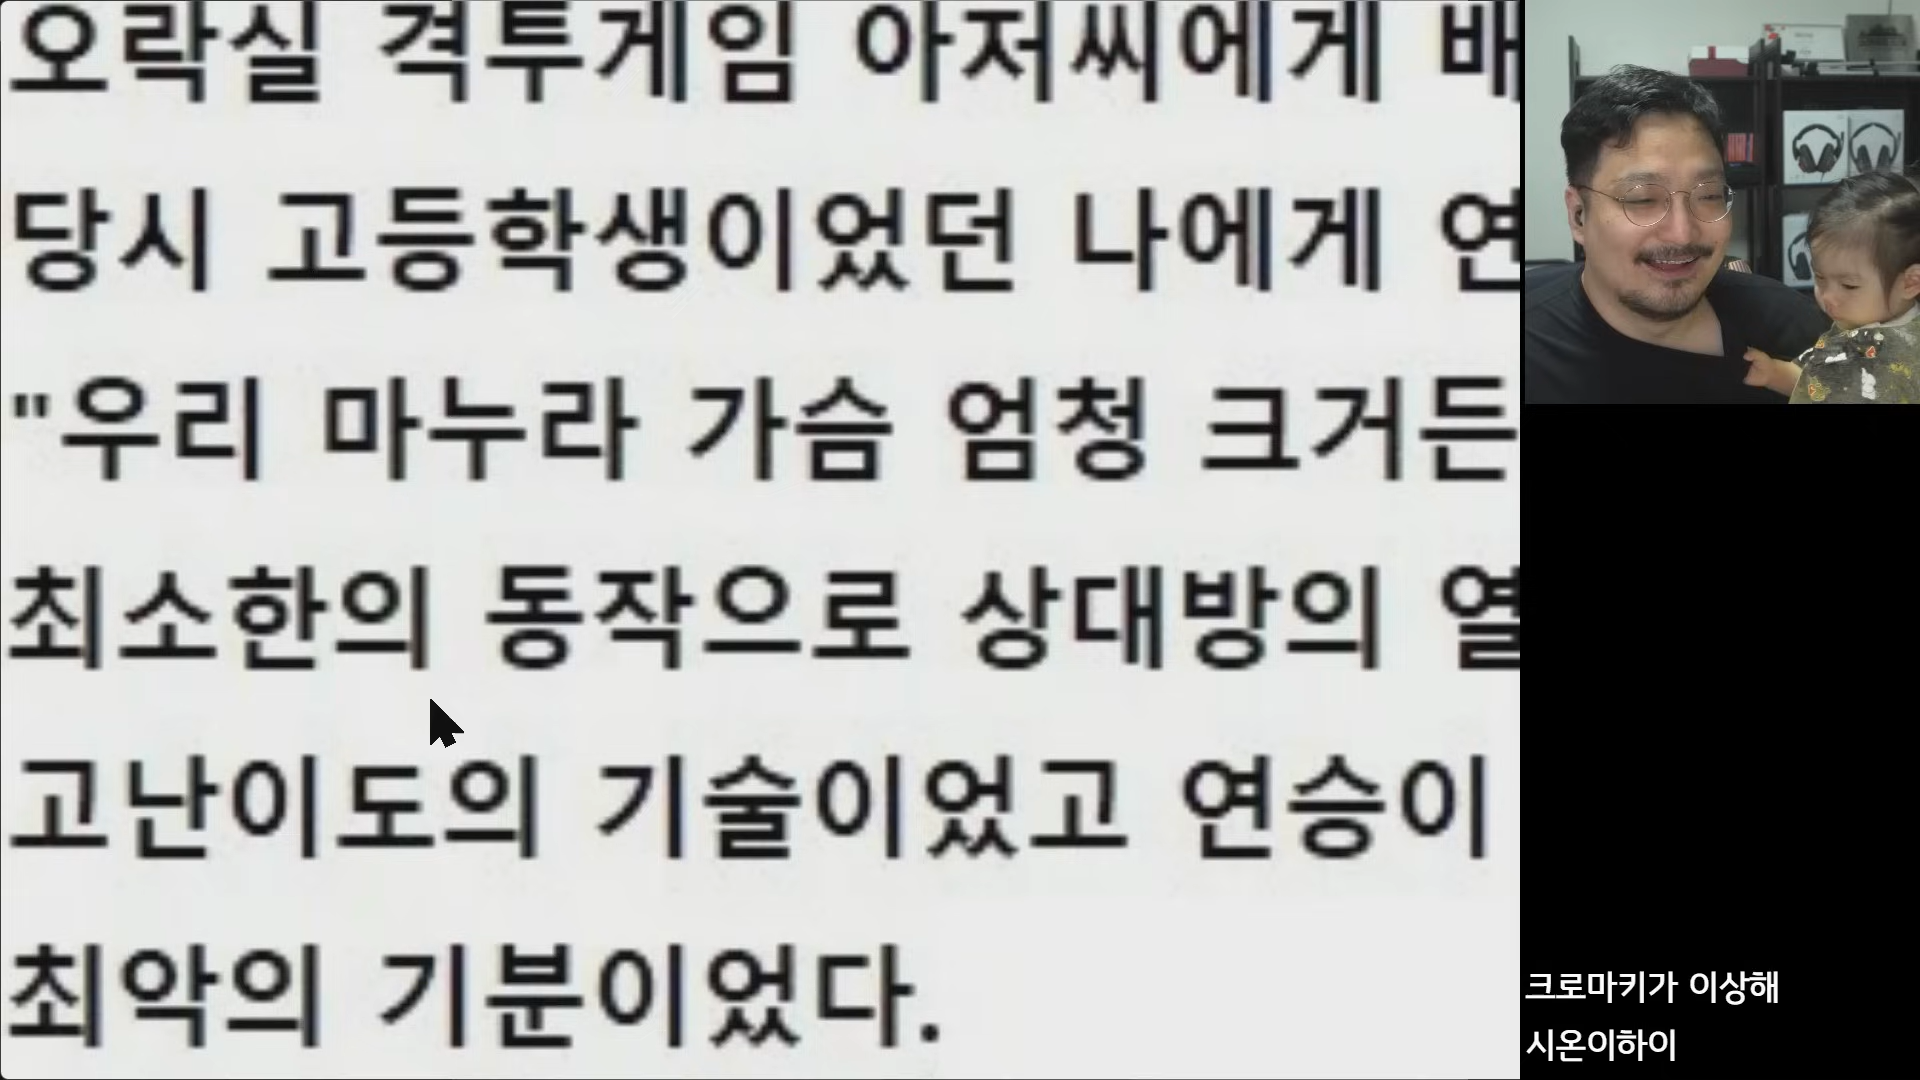 오락실 격투게임 아저씨에게
당시 고등학생이었던 나에게
"우리 마누라 가슴 엄청 크거든
최소한의 동작으로 상대방의
고난이도의 기술이었고 연승이
최악의 기분이었다.
크로마키가 이상해
시온이하이